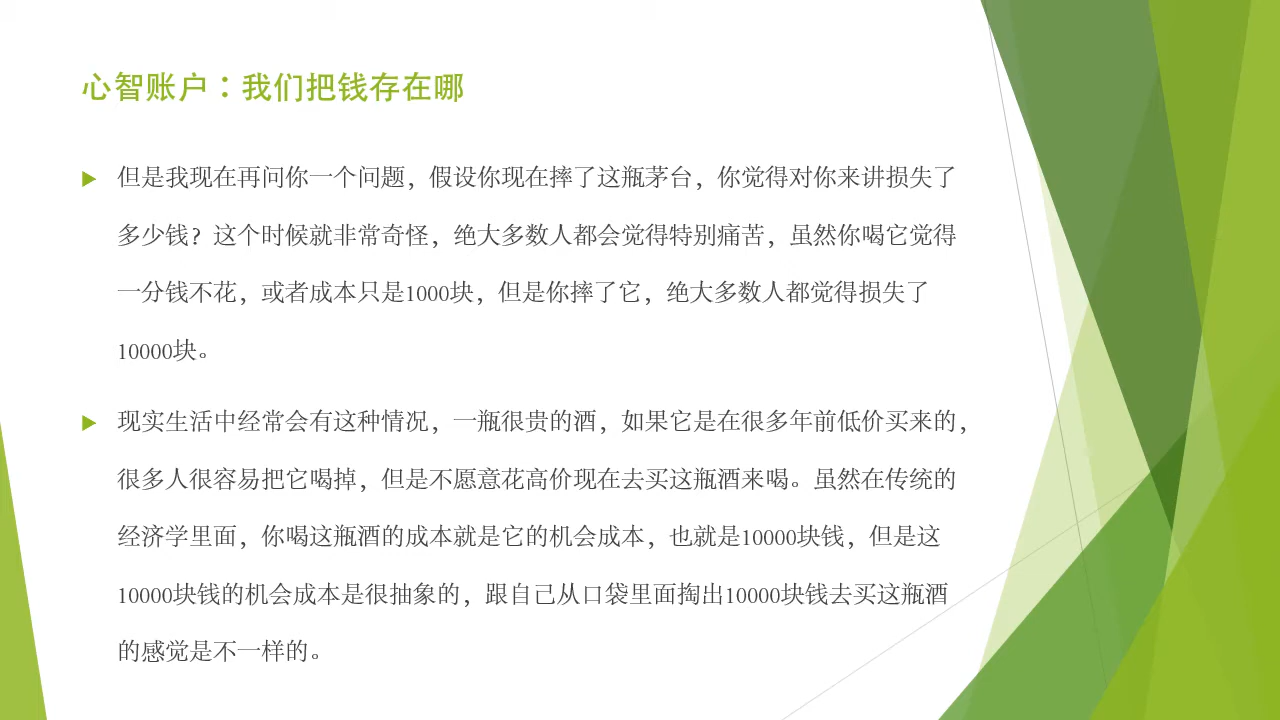 心智账户：我们把钱存在哪
但是我现在再问你一个问题，假设你现在摔了这瓶茅台，你觉得对你来讲损失了
多少钱？这个时候就非常奇怪，绝大多数人都会觉得特别痛苦，虽然你喝它觉得
一分钱不花，或者成本只是1000块，但是你摔了它，绝大多数人都觉得损失了
10000块。
现实生活中经常会有这种情况，一瓶很贵的酒，如果它是在很多年前低价买来的，
很多人很容易把它喝掉，但是不愿意花高价现在去买这瓶酒来喝。虽然在传统的
经济学里面，你喝这瓶酒的成本就是它的机会成本，也就是10000块钱，但是这
10000块钱的机会成本是很抽象的，跟自己从口袋里面掏出10000块钱去买这瓶酒
的感觉是不一样的。